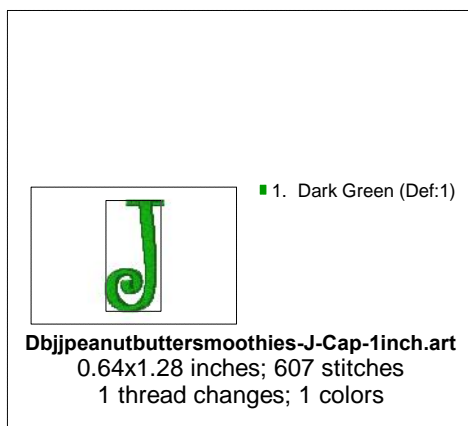 1. Dark Green (Def:1)
J
Dbjjpeanutbuttersmoothies-J-Cap-1inch.art
0.64x1.28 inches; 607 stitches
1 thread changes; 1 colors